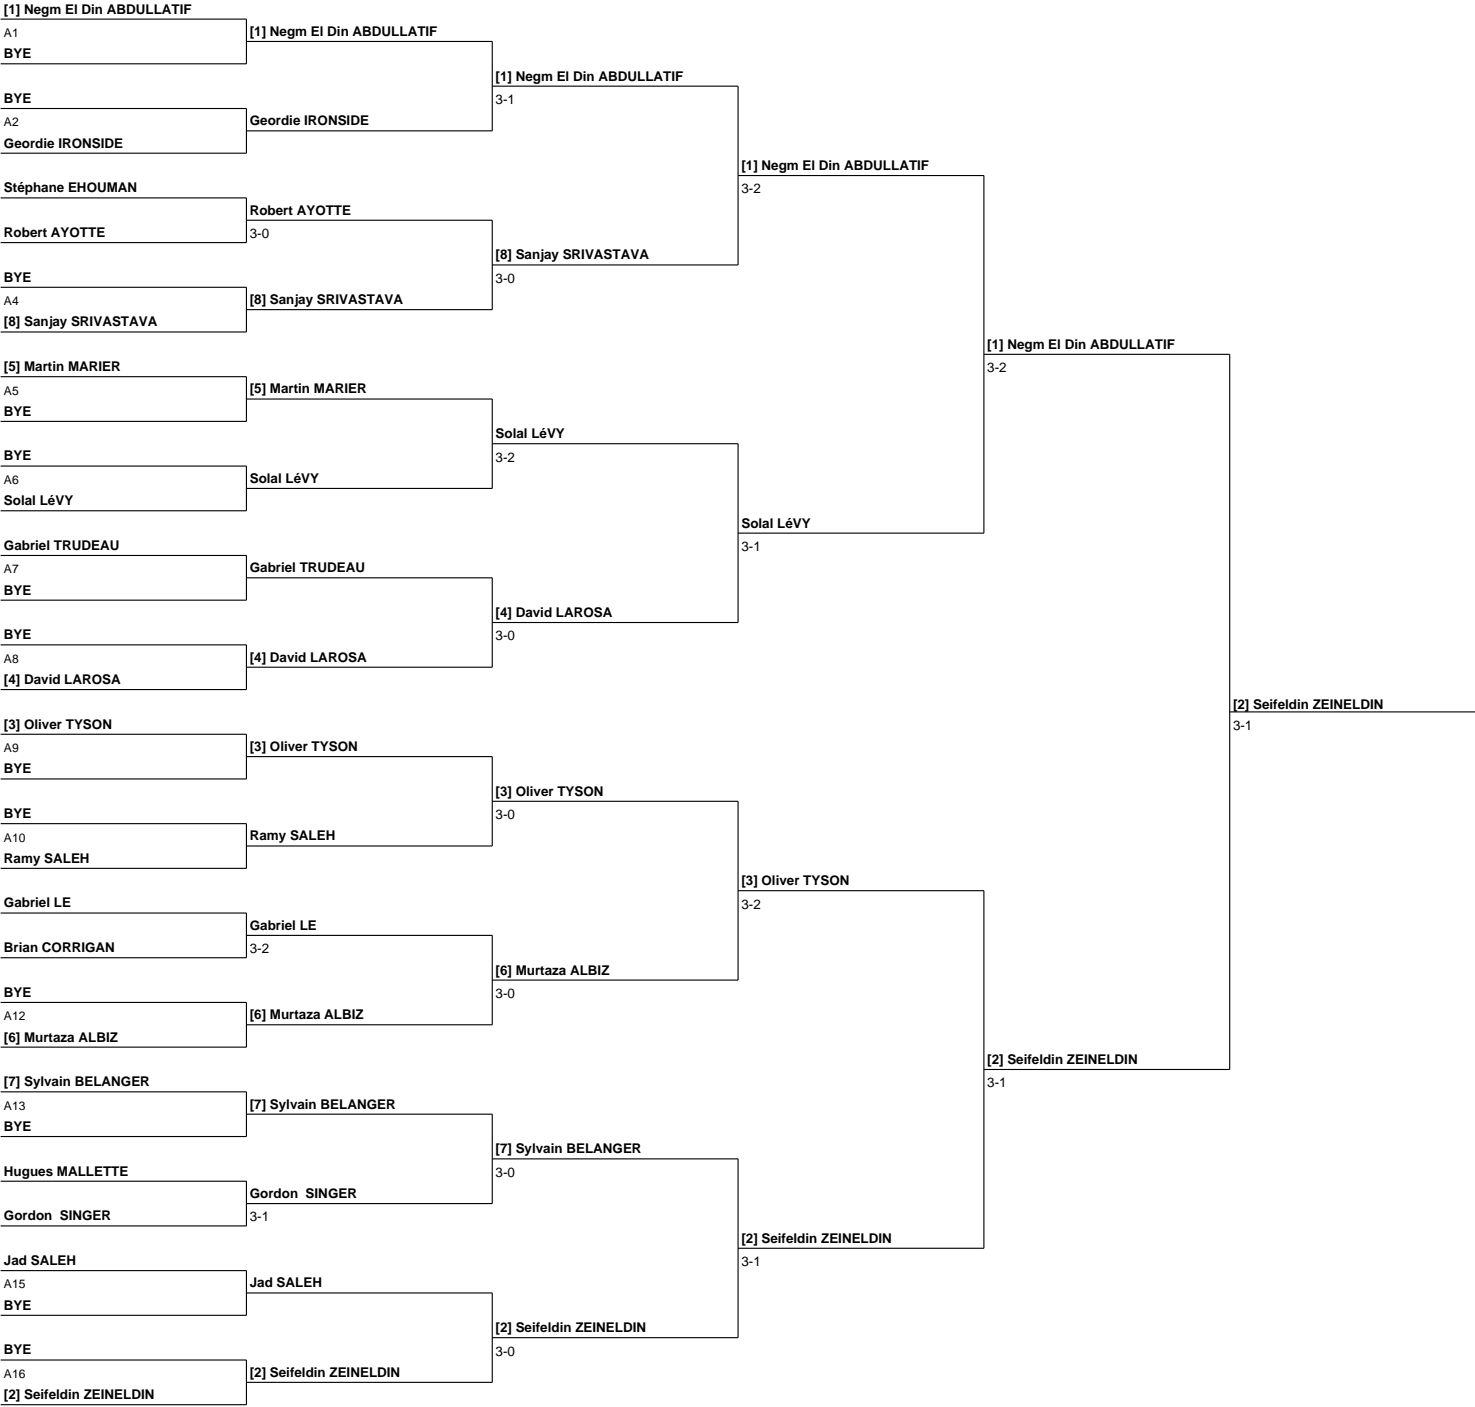 [1] Negm El Din ABDULLATIF
A1
BYE
BYE
A2
Geordie IRONSIDE
Stéphane EHOUMAN
Robert AYOTTE
BYE
A4
[8] Sanjay SRIVASTAVA
[5] Martin MARIER
A5
BYE
BYE
A6
Solal LéVY
Gabriel TRUDEAU
A7
BYE
BYE
A8
[4] David LAROSA
[3] Oliver TYSON
A9
BYE
BYE
A10
Ramy SALEH
Gabriel LE
Brian CORRIGAN
BYE
A12
[6] Murtaza ALBIZ
[7] Sylvain BELANGER
A13
BYE
Hugues MALLETTE
Gordon  SINGER
Jad SALEH
A15
BYE
BYE
A16
[2] Seifeldin ZEINELDIN
[1] Negm El Din ABDULLATIF
Geordie IRONSIDE
Robert AYOTTE
3-0
[8] Sanjay SRIVASTAVA
[5] Martin MARIER
Solal LéVY
Gabriel TRUDEAU
[4] David LAROSA
[3] Oliver TYSON
Ramy SALEH
Gabriel LE
3-2
[6] Murtaza ALBIZ
[7] Sylvain BELANGER
Gordon  SINGER
3-1
Jad SALEH
[2] Seifeldin ZEINELDIN
[1] Negm El Din ABDULLATIF
3-1
[8] Sanjay SRIVASTAVA
3-0
Solal LéVY
3-2
[4] David LAROSA
3-0
[3] Oliver TYSON
3-0
[6] Murtaza ALBIZ
3-0
[7] Sylvain BELANGER
3-0
[2] Seifeldin ZEINELDIN
3-0
[1] Negm El Din ABDULLATIF
3-2
Solal LéVY
3-1
[3] Oliver TYSON
3-2
[2] Seifeldin ZEINELDIN
3-1
[1] Negm El Din ABDULLATIF
3-2
[2] Seifeldin ZEINELDIN
3-1
[2] Seifeldin ZEINELDIN
3-1